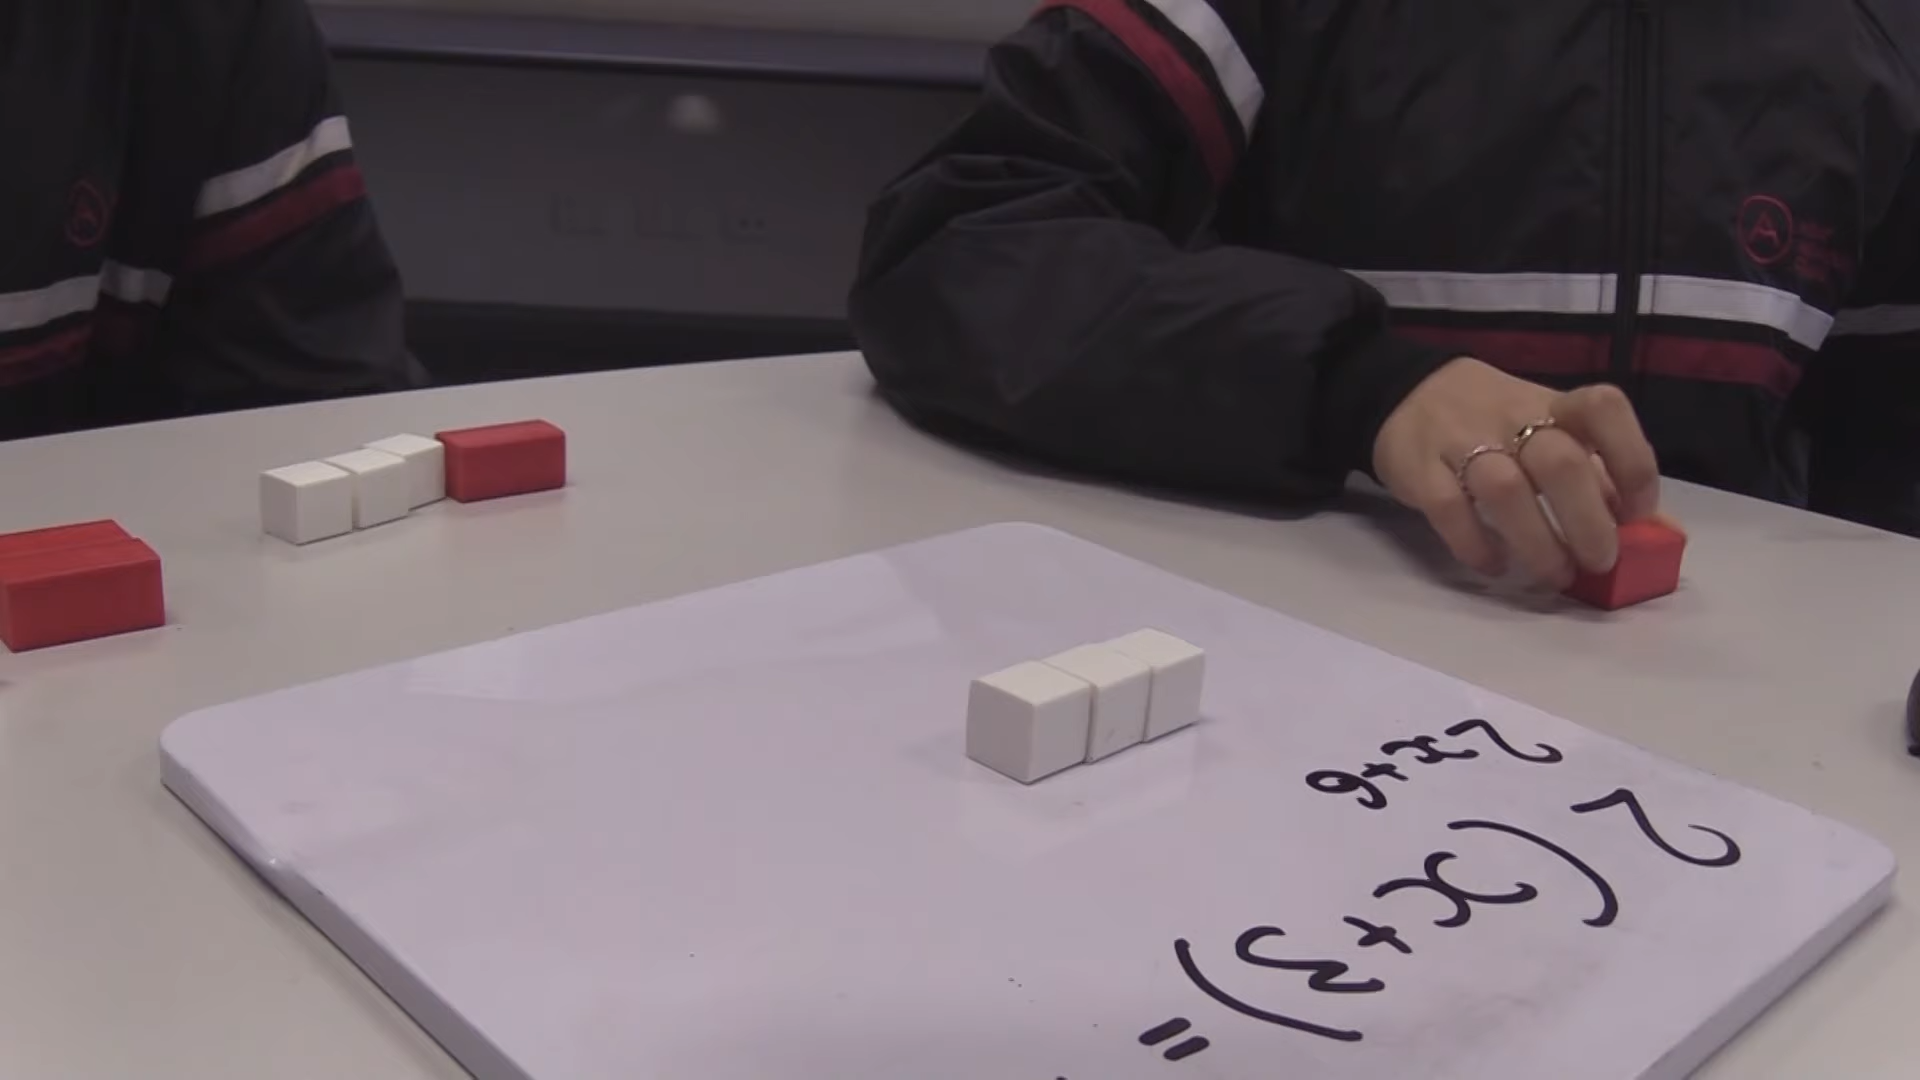 2x+6
2(x+3)
=